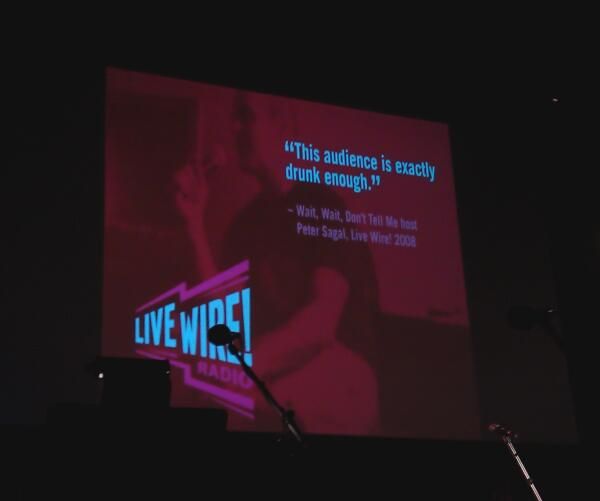 “This audience is exactly
drunk enough.”
– Wait, Wait, Don't Tell Me host
Peter Sagal, Live Wire! 2008
LIVE WIRE!
RADIO